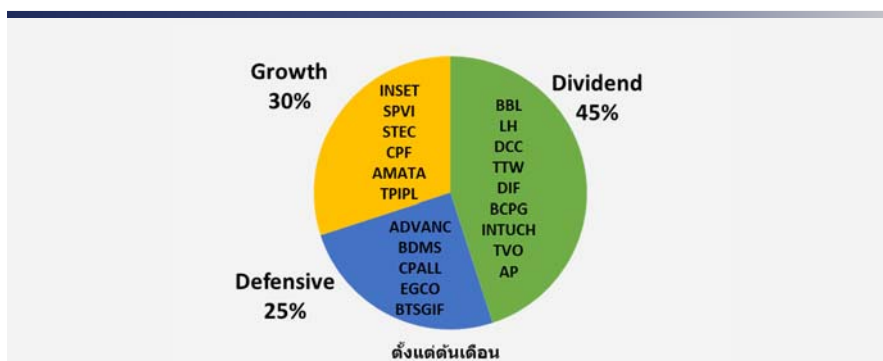 Growth
30%
INSET
SPVI
STEC
CPF
AMATA
TPIPL
Dividend
45%
BBL
LH
DCC
TTW
DIF
BCPG
INTUCH
TVO
AP
Defensive
25%
ADVANC
BDMS
CPALL
EGCO
BTSGIF
ตั้งแต่ต้นเดือน